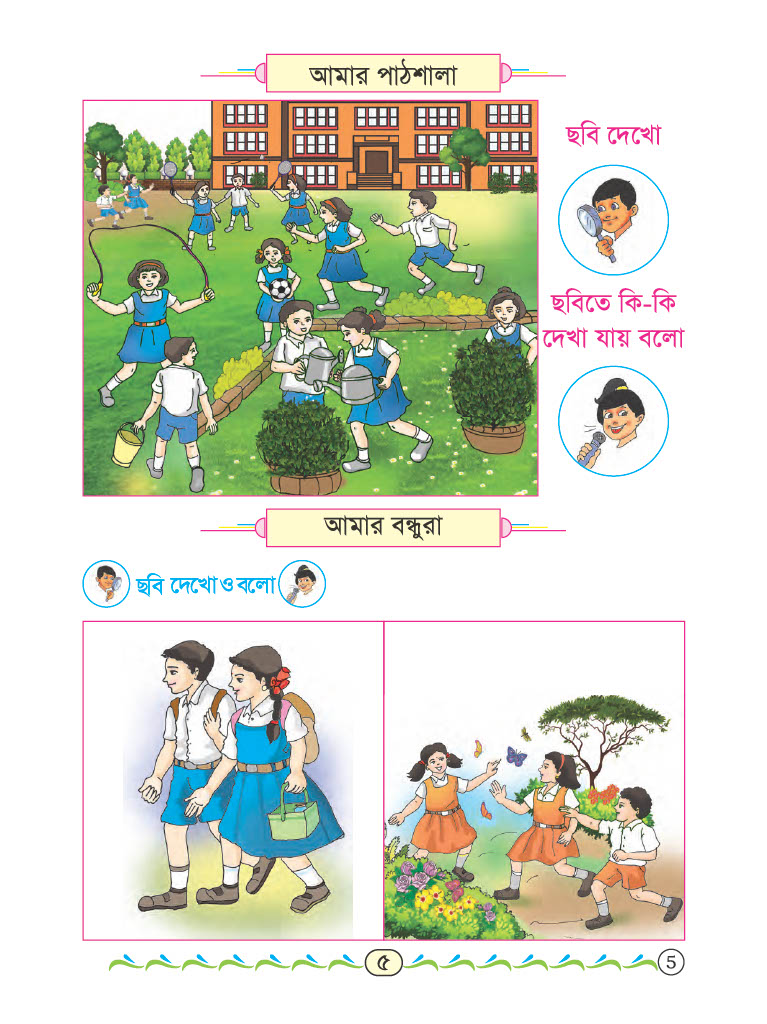 আমার পাঠশালা
ছবি দেখো
ছবিতে কি-কি
দেখা যায় বলো
আমার বন্ধুরা
ছবি দেখো ও বলো
৫
5